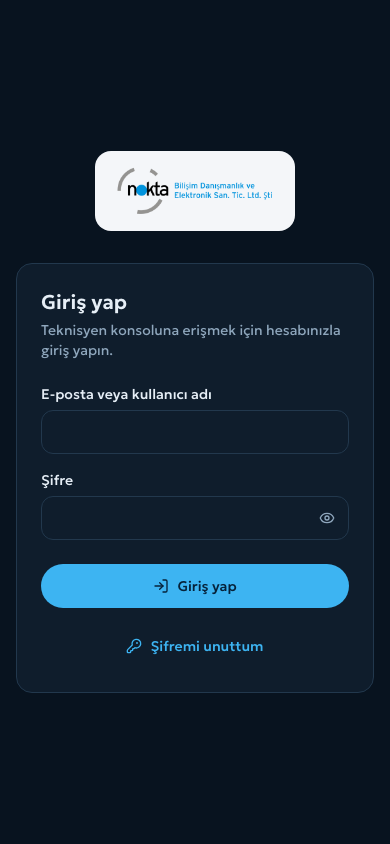 nokta
Bilişim Danışmanlık ve
Elektronik San. Tic. Ltd. Şti
Giriş yap
Teknisyen konsoluna erişmek için hesabınızla
giriş yapın.
E-posta veya kullanıcı adı
Şifre
Giriş yap
Şifremi unuttum